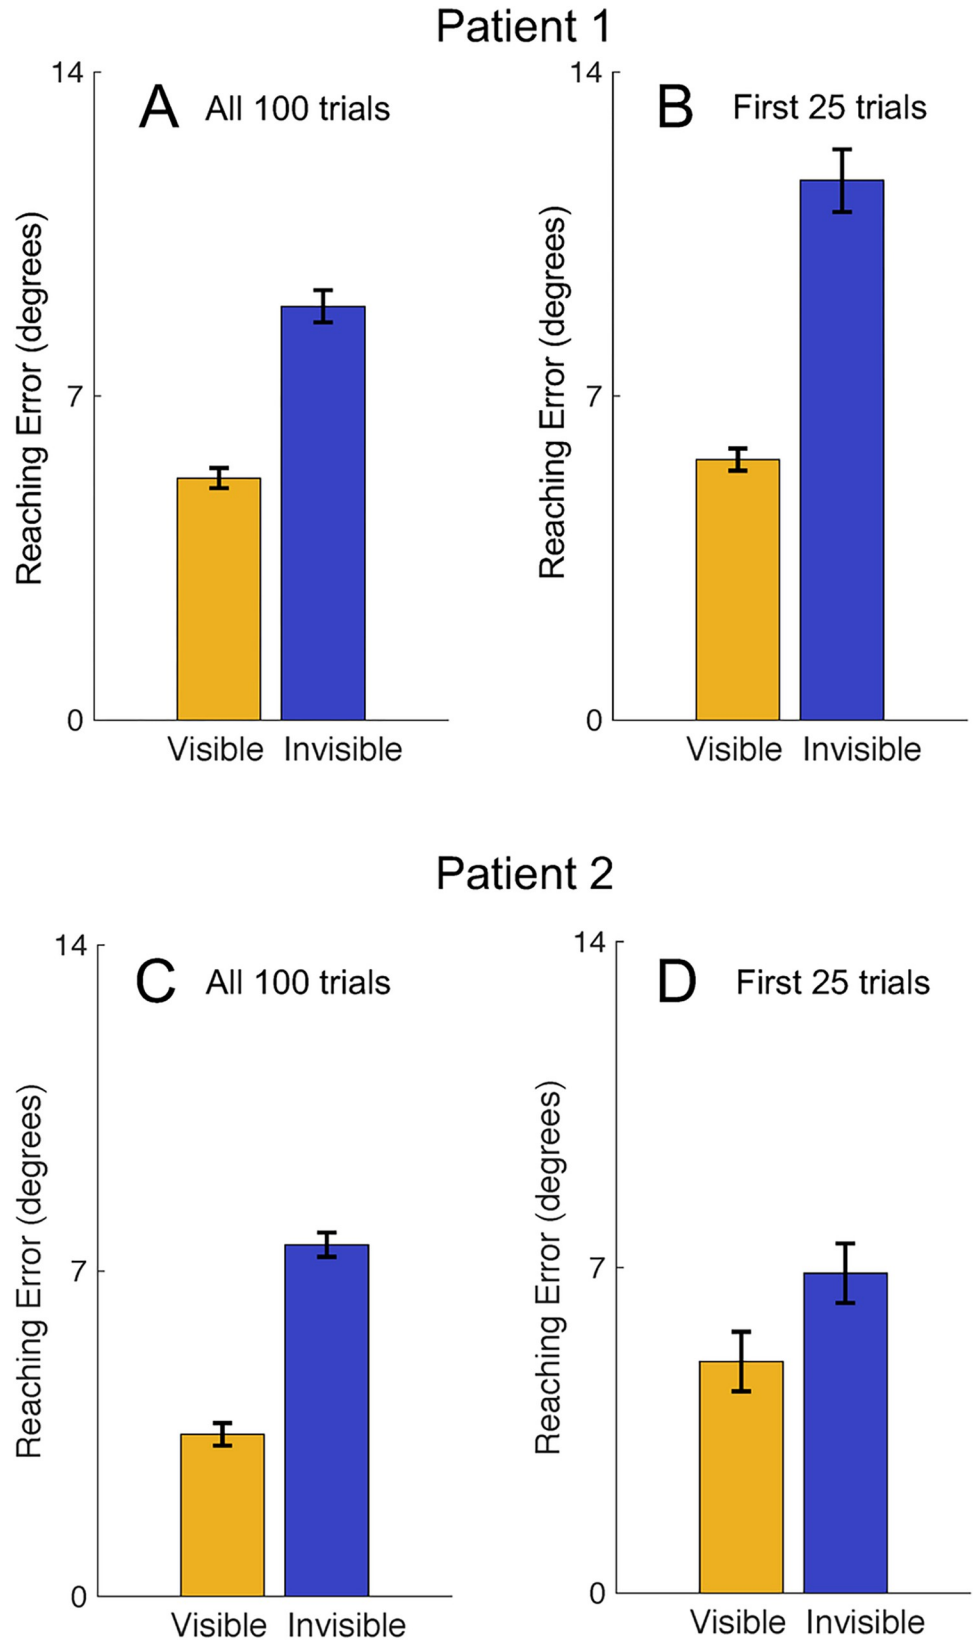 Patient 1
A All 100 trials
14
7
0
Reaching Error (degrees)
Visible Invisible
B First 25 trials
14
7
0
Reaching Error (degrees)
Visible Invisible
Patient 2
C All 100 trials
14
7
0
Reaching Error (degrees)
Visible Invisible
D First 25 trials
14
7
0
Reaching Error (degrees)
Visible Invisible